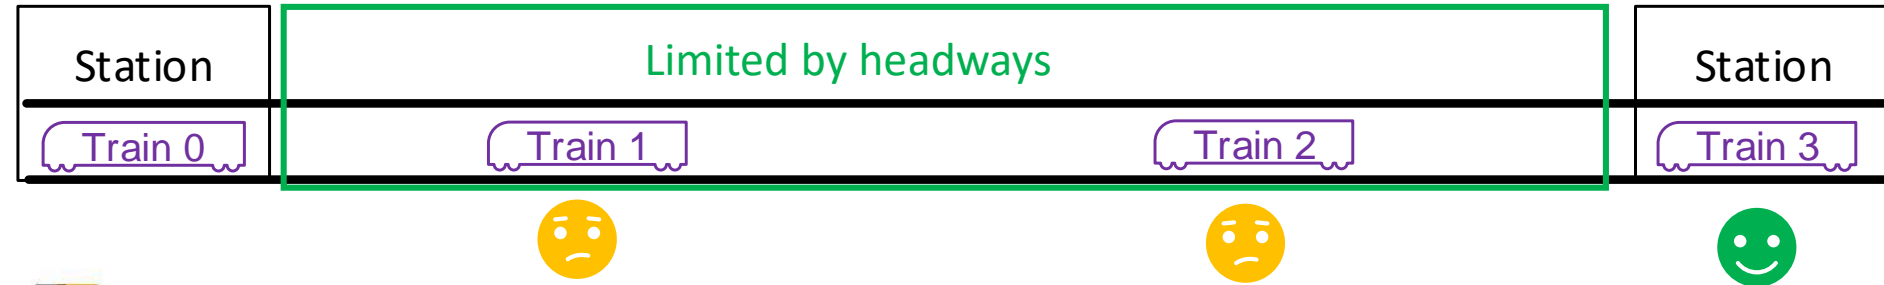 Station
Limited by headways
Station
Train 0
Train 1
Train 2
Train 3